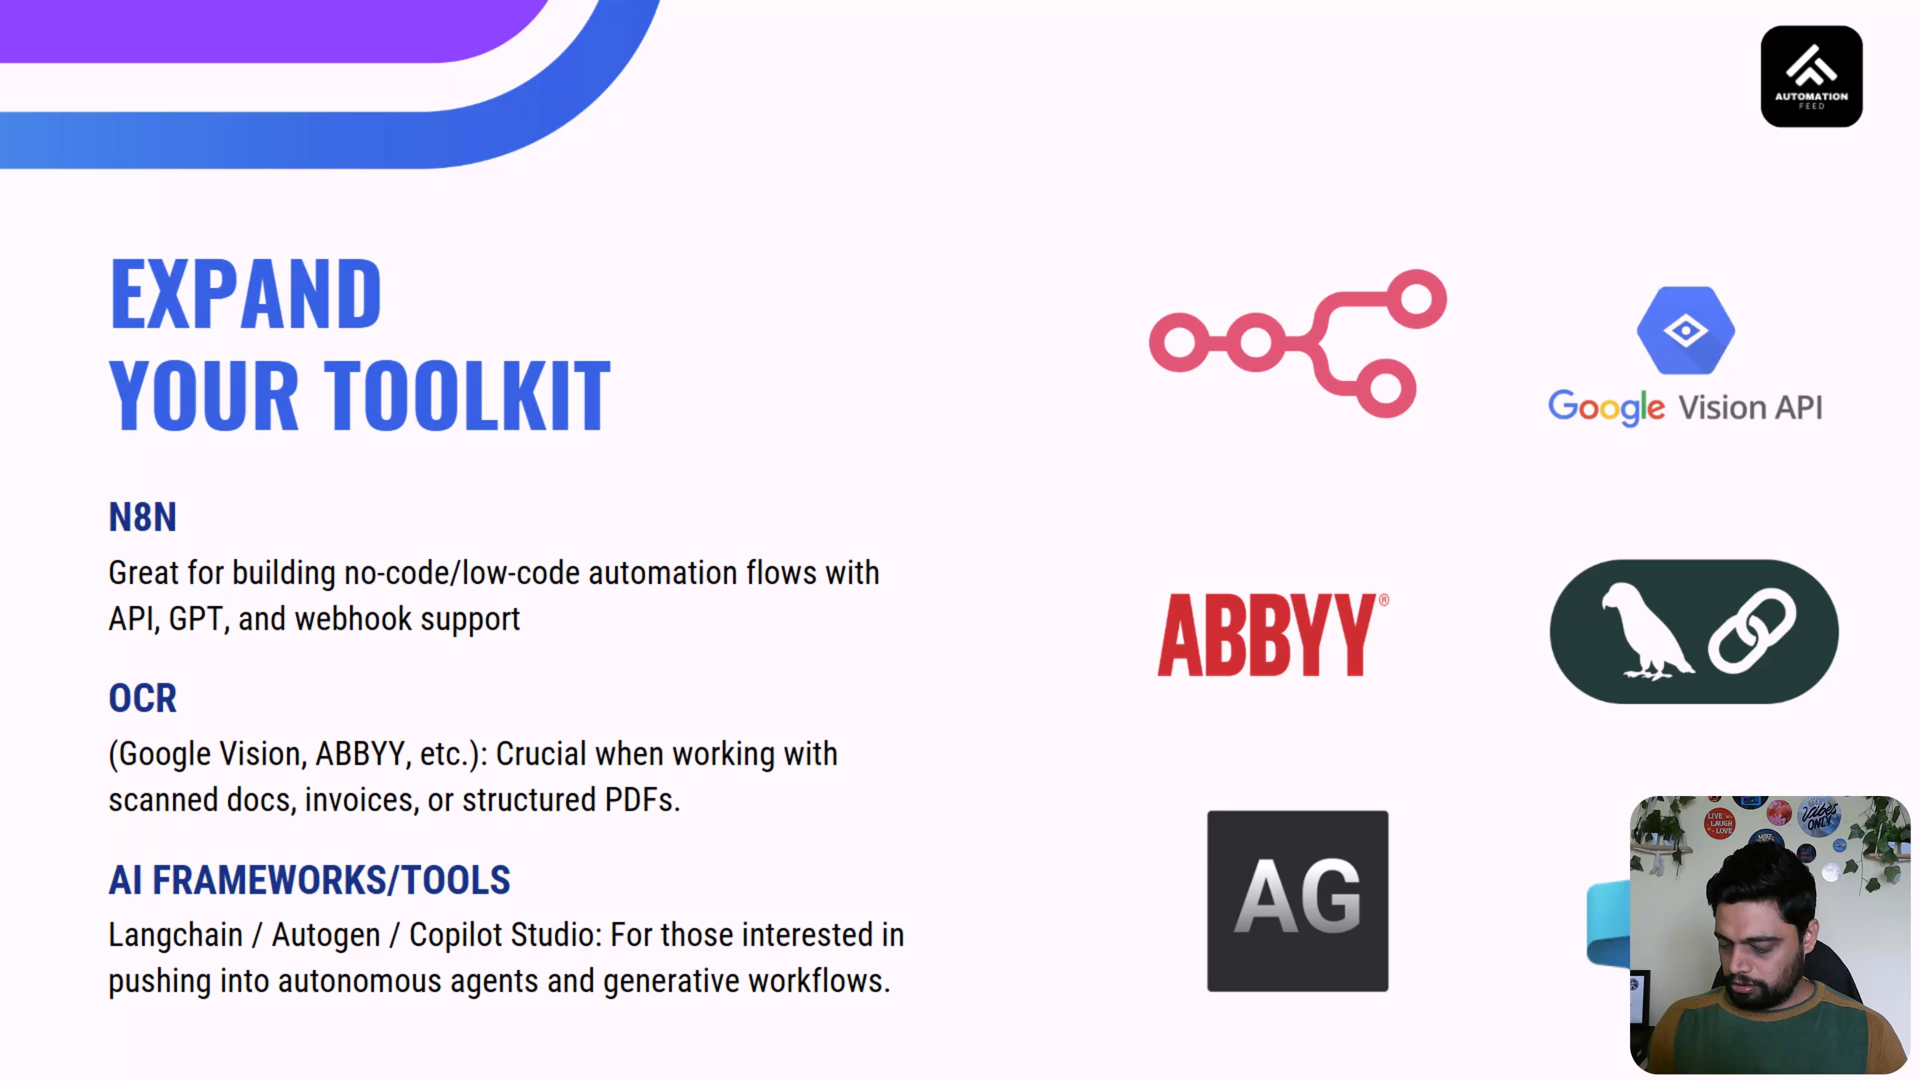 AUTOMATION
FEED
EXPAND
YOUR TOOLKIT
N8N
Great for building no-code/low-code automation flows with
API, GPT, and webhook support
OCR
(Google Vision, ABBYY, etc.): Crucial when working with
scanned docs, invoices, or structured PDFs.
AI FRAMEWORKS/TOOLS
Langchain / Autogen / Copilot Studio: For those interested in
pushing into autonomous agents and generative workflows.
Google Vision API
ABBYY®
AG
LIVE
LAUGH
LOVE
Vibes
ONLY